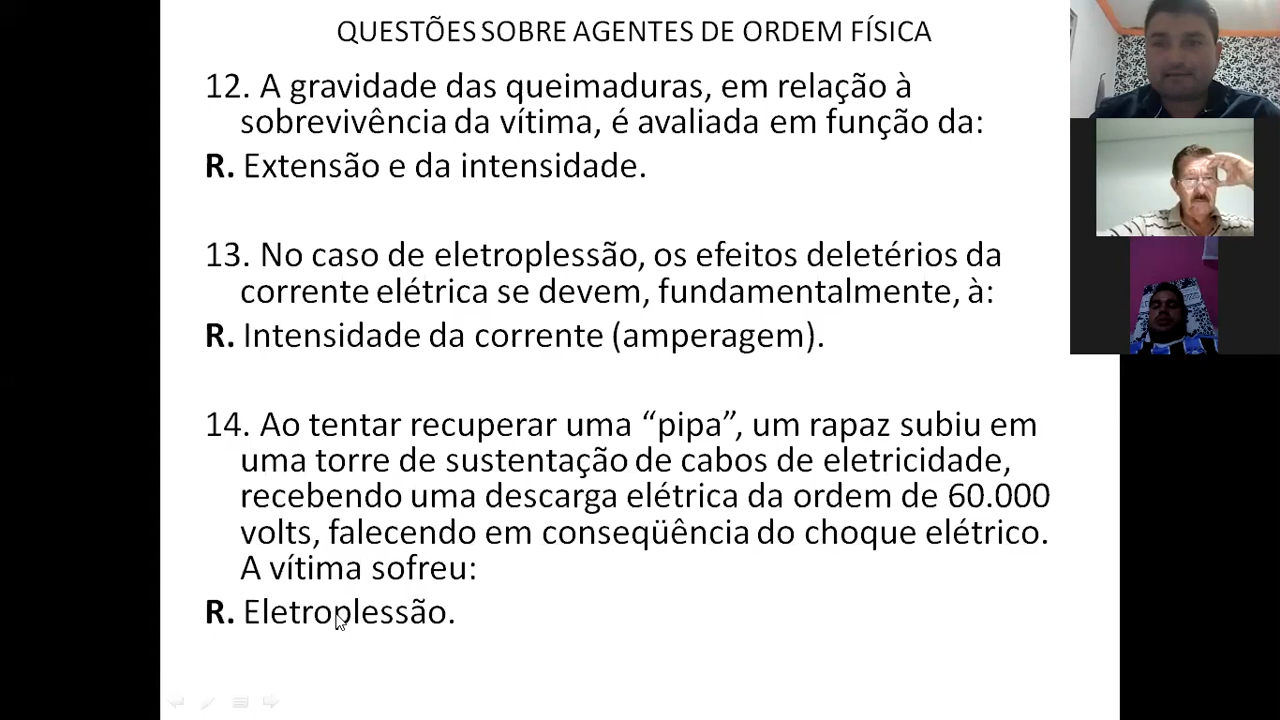 QUESTÕES SOBRE AGENTES DE ORDEM FÍSICA
12. A gravidade das queimaduras, em relação à
sobrevivência da vítima, é avaliada em função da:
R. Extensão e da intensidade.
13. No caso de eletroplessão, os efeitos deletérios da
corrente elétrica se devem, fundamentalmente, à:
R. Intensidade da corrente (amperagem).
14. Ao tentar recuperar uma “pipa”, um rapaz subiu em
uma torre de sustentação de cabos de eletricidade,
recebendo uma descarga elétrica da ordem de 60.000
volts, falecendo em conseqüência do choque elétrico.
A vítima sofreu:
R. Eletroplessão.